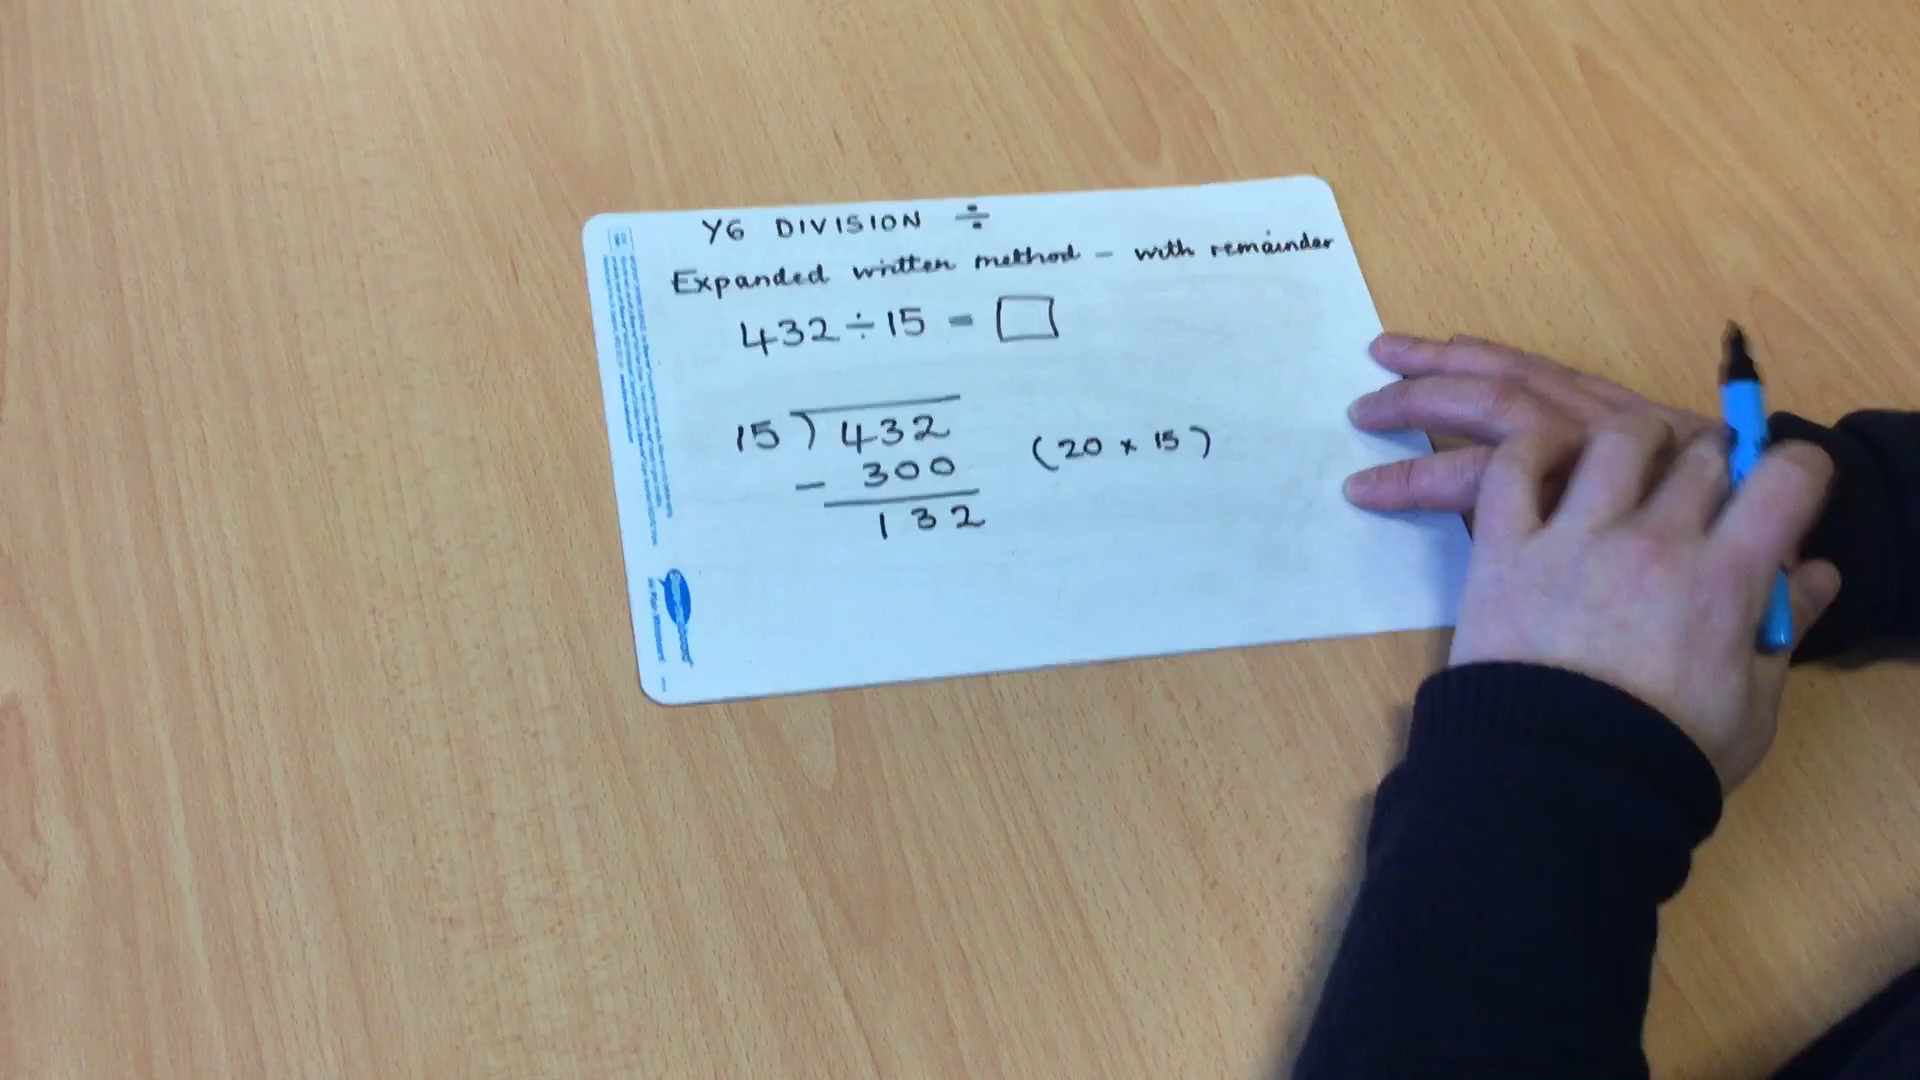 Y6 DIVISION ÷
Expanded written method - with remainder
432 ÷ 15 = □
15 ) 432 (20 × 15)
- 300
132